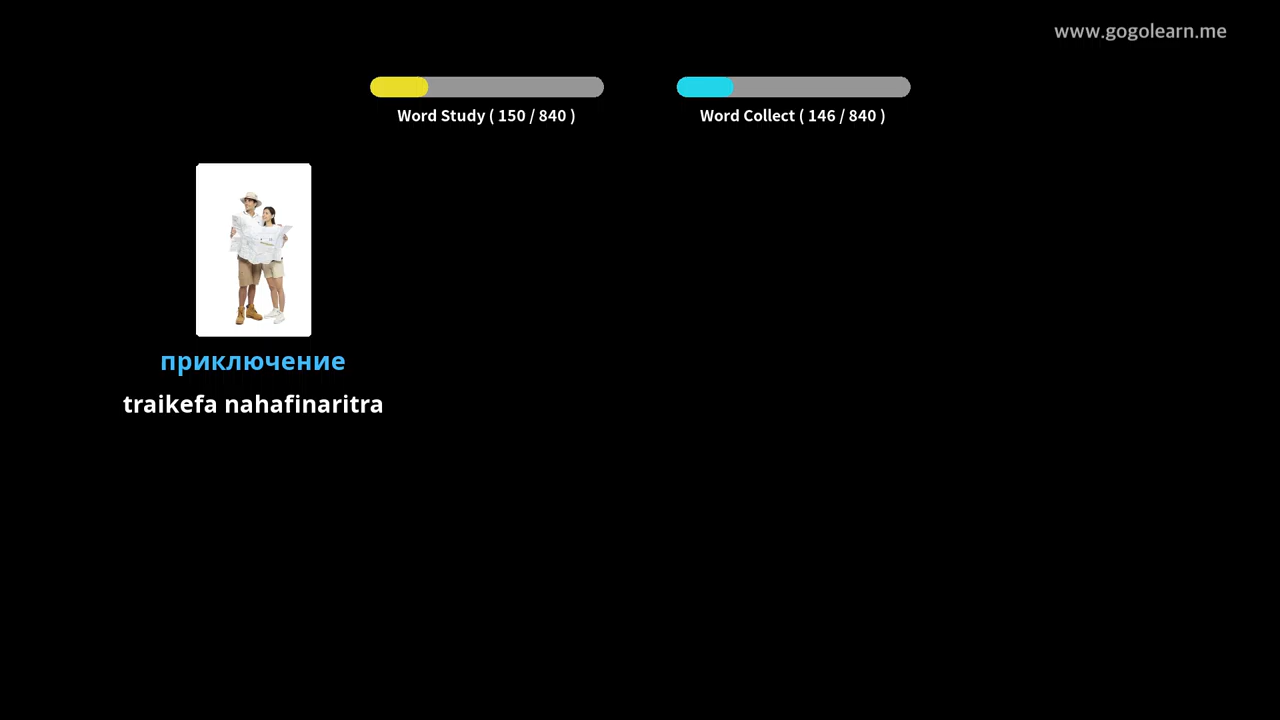 www.gogolearn.me
Word Study ( 150 / 840 )
Word Collect ( 146 / 840 )
приключение
traikefa nahafinaritra